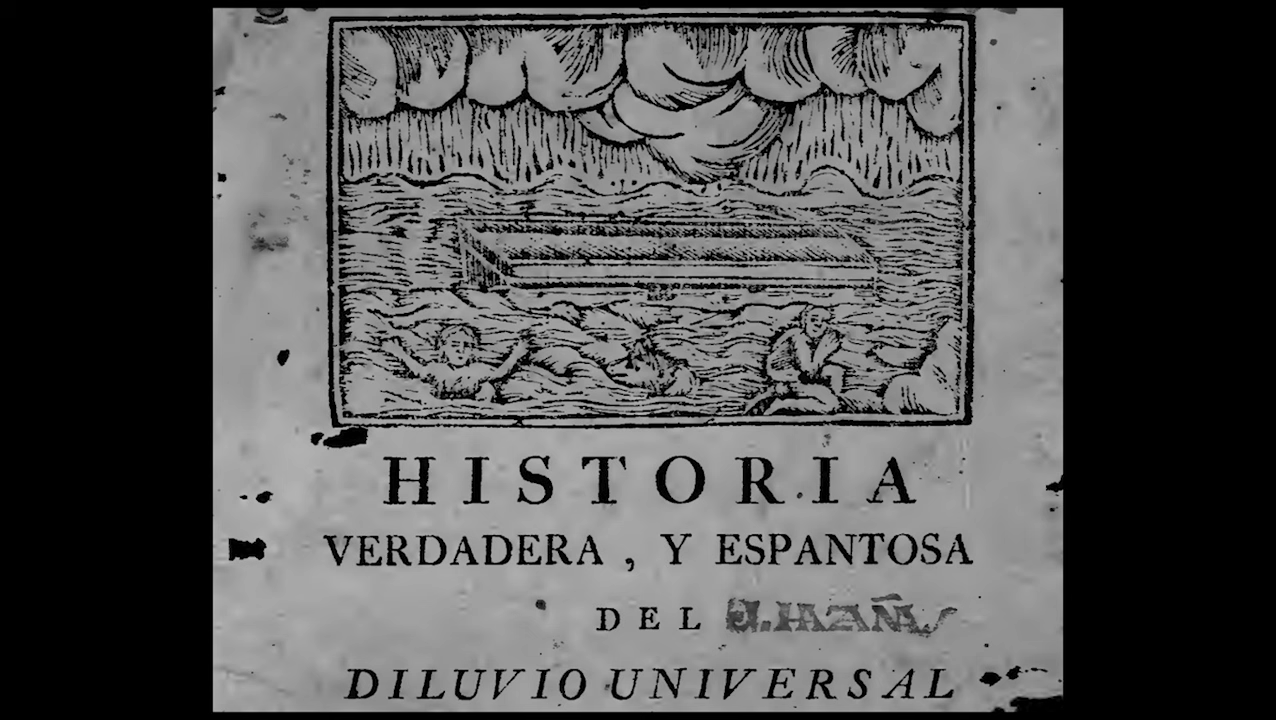 HISTORIA
VERDADERA, Y ESPANTOSA
DEL
DILUVIO UNIVERSAL